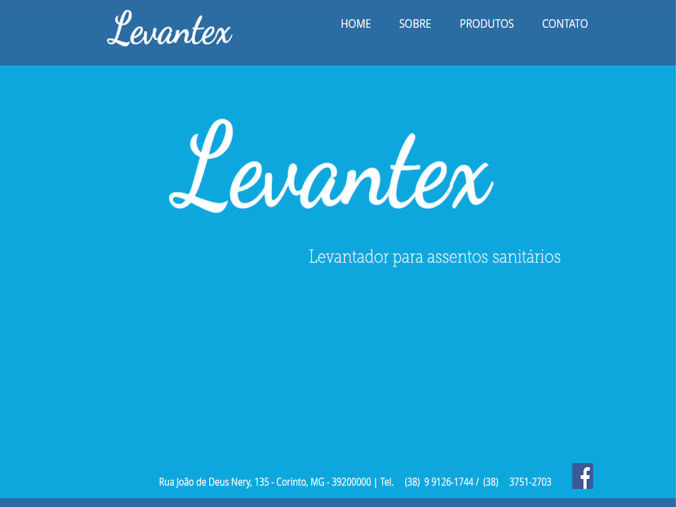 Levantex
HOME SOBRE PRODUTOS CONTATO
Levantex
Levantador para assentos sanitários
Rua João de Deus Nery, 135 - Corinto, MG - 39200000 | Tel. (38) 9 9126-1744 / (38) 3751-2703
f